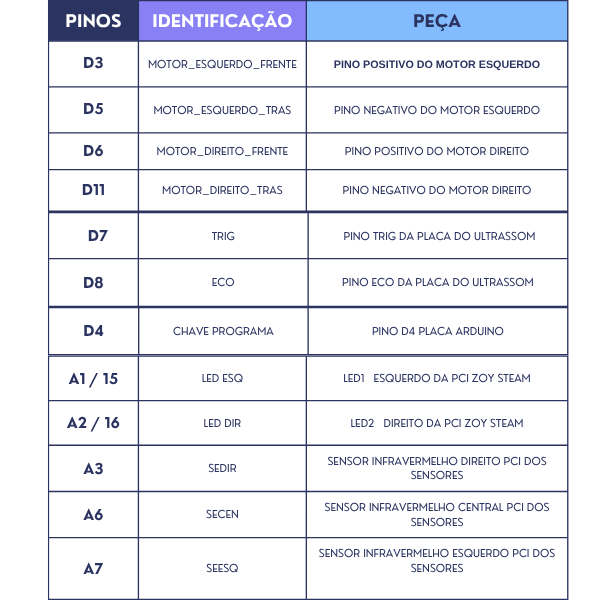 PINOS IDENTIFICAÇÃO PEÇA
D3 MOTOR_ESQUERDO_FRENTE PINO POSITIVO DO MOTOR ESQUERDO
D5 MOTOR_ESQUERDO_TRAS PINO NEGATIVO DO MOTOR ESQUERDO
D6 MOTOR_DIREITO_FRENTE PINO POSITIVO DO MOTOR DIREITO
D11 MOTOR_DIREITO_TRAS PINO NEGATIVO DO MOTOR DIREITO
D7 TRIG PINO TRIG DA PLACA DO ULTRASSOM
D8 ECO PINO ECO DA PLACA DO ULTRASSOM
D4 CHAVE PROGRAMA PINO D4 PLACA ARDUINO
A1 / 15 LED ESQ LED1 ESQUERDO DA PCI ZOY STEAM
A2 / 16 LED DIR LED2 DIREITO DA PCI ZOY STEAM
A3 SEDIR SENSOR INFRAVERMELHO DIREITO PCI DOS
SENSORES
A6 SECEN SENSOR INFRAVERMELHO CENTRAL PCI DOS
SENSORES
A7 SEESQ SENSOR INFRAVERMELHO ESQUERDO PCI DOS
SENSORES